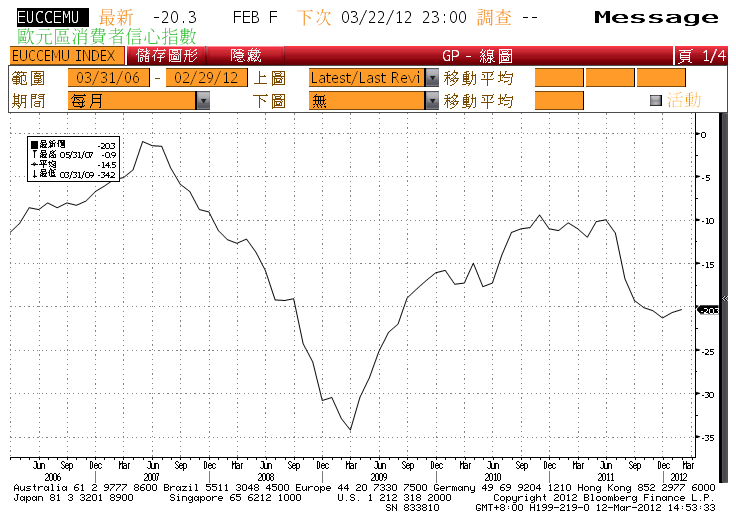 EUCCEMU 最新 -20.3 FEB F 下次 03/22/12 23:00 調查 -- Message
歐元區消費者信心指數
EUCCEMU INDEX 儲存圖形 隱藏 GP - 線圖 頁 1/4
範圍 03/31/06 - 02/29/12 上圖 Latest/Last Revi 移動平均
期間 每月 下圖 無 移動平均 活動
最新價 -20.3
最高 05/31/07 -0.9
平均 -14.5
最低 03/31/09 -34.2
0
-5
-10
-15
-20.3
-25
-30
-35
Jun Sep Dec Mar Jun Sep Dec Mar Jun Sep Dec Mar Jun Sep Dec Mar Jun Sep Dec Mar Jun Sep Dec Mar
2006 2007 2008 2009 2010 2011 2012
Australia 61 2 9777 8600 Brazil 5511 3048 4500 Europe 44 20 7330 7500 Germany 49 69 9204 1210 Hong Kong 852 2977 6000
Japan 81 3 3201 8900 Singapore 65 6212 1000 U.S. 1 212 318 2000 Copyright 2012 Bloomberg Finance L.P.
SN 833810 GMT+8:00 H199-219-0 12-Mar-2012 14:53:33